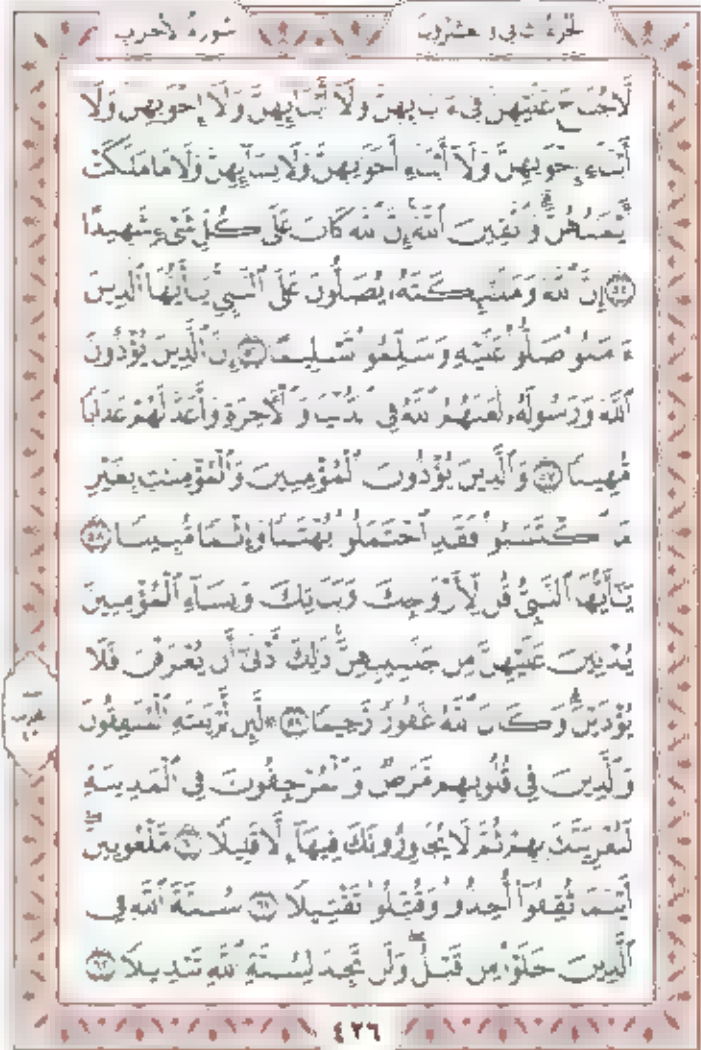 الجزء الثاني و العشرون سورة الأحزاب
لَّا جُنَاحَ عَلَيْهِنَّ فِىٓ ءَابَآئِهِنَّ وَلَآ أَبْنَآئِهِنَّ وَلَآ إِخْوَٰنِهِنَّ وَلَآ
أَبْنَآءِ إِخْوَٰنِهِنَّ وَلَآ أَبْنَآءِ أَخَوَٰتِهِنَّ وَلَا نِسَآئِهِنَّ وَلَا مَا مَلَكَتْ
أَيْمَٰنُهُنَّ ۗ وَٱتَّقِينَ ٱللَّهَ ۚ إِنَّ ٱللَّهَ كَانَ عَلَىٰ كُلِّ شَىْءٍ شَهِيدًا
إِنَّ ٱللَّهَ وَمَلَٰٓئِكَتَهُۥ يُصَلُّونَ عَلَى ٱلنَّبِىِّ ۚ يَٰٓأَيُّهَا ٱلَّذِينَ
ءَامَنُوا۟ صَلُّوا۟ عَلَيْهِ وَسَلِّمُوا۟ تَسْلِيمًا ۝٥٦ إِنَّ ٱلَّذِينَ يُؤْذُونَ
ٱللَّهَ وَرَسُولَهُۥ لَعَنَهُمُ ٱللَّهُ فِى ٱلدُّنْيَا وَٱلْءَاخِرَةِ وَأَعَدَّ لَهُمْ عَذَابًا
مُّهِينًا ۝٥٧ وَٱلَّذِينَ يُؤْذُونَ ٱلْمُؤْمِنِينَ وَٱلْمُؤْمِنَٰتِ بِغَيْرِ
مَا ٱكْتَسَبُوا۟ فَقَدِ ٱحْتَمَلُوا۟ بُهْتَٰنًا وَإِثْمًا مُّبِينًا ۝٥٨
يَٰٓأَيُّهَا ٱلنَّبِىُّ قُل لِّأَزْوَٰجِكَ وَبَنَاتِكَ وَنِسَآءِ ٱلْمُؤْمِنِينَ
يُدْنِينَ عَلَيْهِنَّ مِن جَلَٰبِيبِهِنَّ ۚ ذَٰلِكَ أَدْنَىٰٓ أَن يُعْرَفْنَ فَلَا
يُؤْذَيْنَ ۗ وَكَانَ ٱللَّهُ غَفُورًا رَّحِيمًا ۝٥٩ ۞ لَّئِن لَّمْ يَنتَهِ ٱلْمُنَٰفِقُونَ
وَٱلَّذِينَ فِى قُلُوبِهِم مَّرَضٌ وَٱلْمُرْجِفُونَ فِى ٱلْمَدِينَةِ
لَنُغْرِيَنَّكَ بِهِمْ ثُمَّ لَا يُجَاوِرُونَكَ فِيهَآ إِلَّا قَلِيلًا ۝٦٠ مَّلْعُونِينَ ۖ
أَيْنَمَا ثُقِفُوٓا۟ أُخِذُوا۟ وَقُتِّلُوا۟ تَقْتِيلًا ۝٦١ سُنَّةَ ٱللَّهِ فِى
ٱلَّذِينَ خَلَوْا۟ مِن قَبْلُ ۖ وَلَن تَجِدَ لِسُنَّةِ ٱللَّهِ تَبْدِيلًا ۝٦٢
٤٢٦